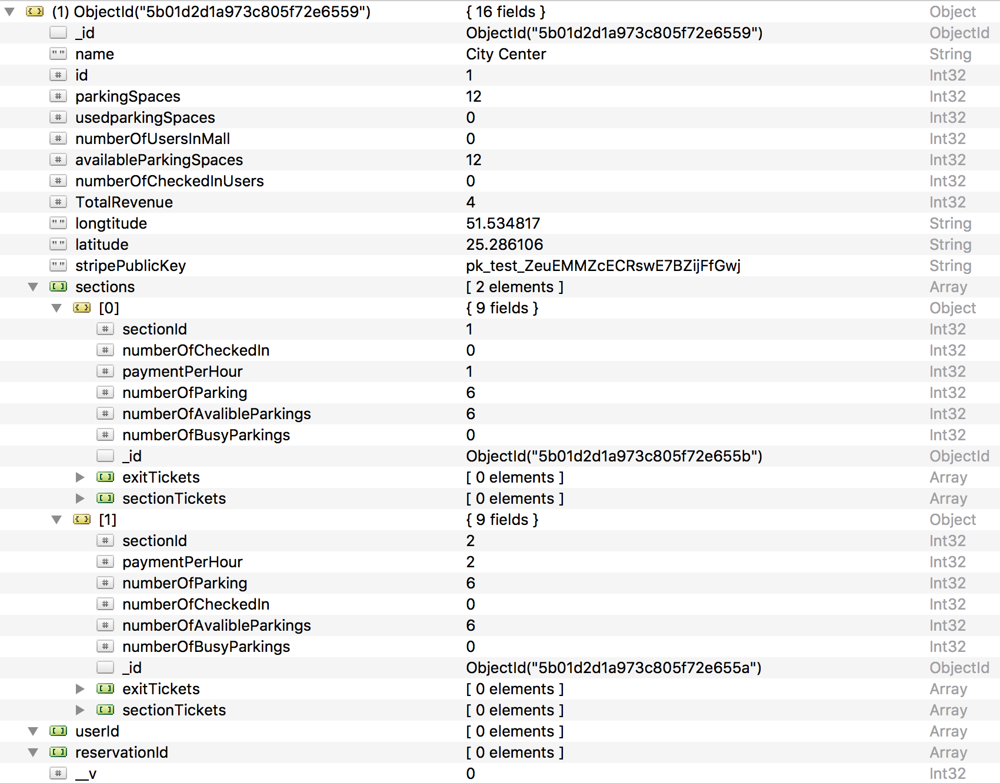 (1) ObjectId("5b01d2d1a973c805f72e6559") { 16 fields } Object
_id ObjectId("5b01d2d1a973c805f72e6559") ObjectId
name City Center String
id 1 Int32
parkingSpaces 12 Int32
usedparkingSpaces 0 Int32
numberOfUsersInMall 0 Int32
availableParkingSpaces 12 Int32
numberOfCheckedInUsers 0 Int32
TotalRevenue 4 Int32
longtitude 51.534817 String
latitude 25.286106 String
stripePublicKey pk_test_ZeuEMMZcECRswE7BZijFfGwj String
sections [ 2 elements ] Array
[0] { 9 fields } Object
sectionId 1 Int32
numberOfCheckedIn 0 Int32
paymentPerHour 1 Int32
numberOfParking 6 Int32
numberOfAvalibleParkings 6 Int32
numberOfBusyParkings 0 Int32
_id ObjectId("5b01d2d1a973c805f72e655b") ObjectId
exitTickets [ 0 elements ] Array
sectionTickets [ 0 elements ] Array
[1] { 9 fields } Object
sectionId 2 Int32
paymentPerHour 2 Int32
numberOfParking 6 Int32
numberOfCheckedIn 0 Int32
numberOfAvalibleParkings 6 Int32
numberOfBusyParkings 0 Int32
_id ObjectId("5b01d2d1a973c805f72e655a") ObjectId
exitTickets [ 0 elements ] Array
sectionTickets [ 0 elements ] Array
userId [ 0 elements ] Array
reservationId [ 0 elements ] Array
__v 0 Int32